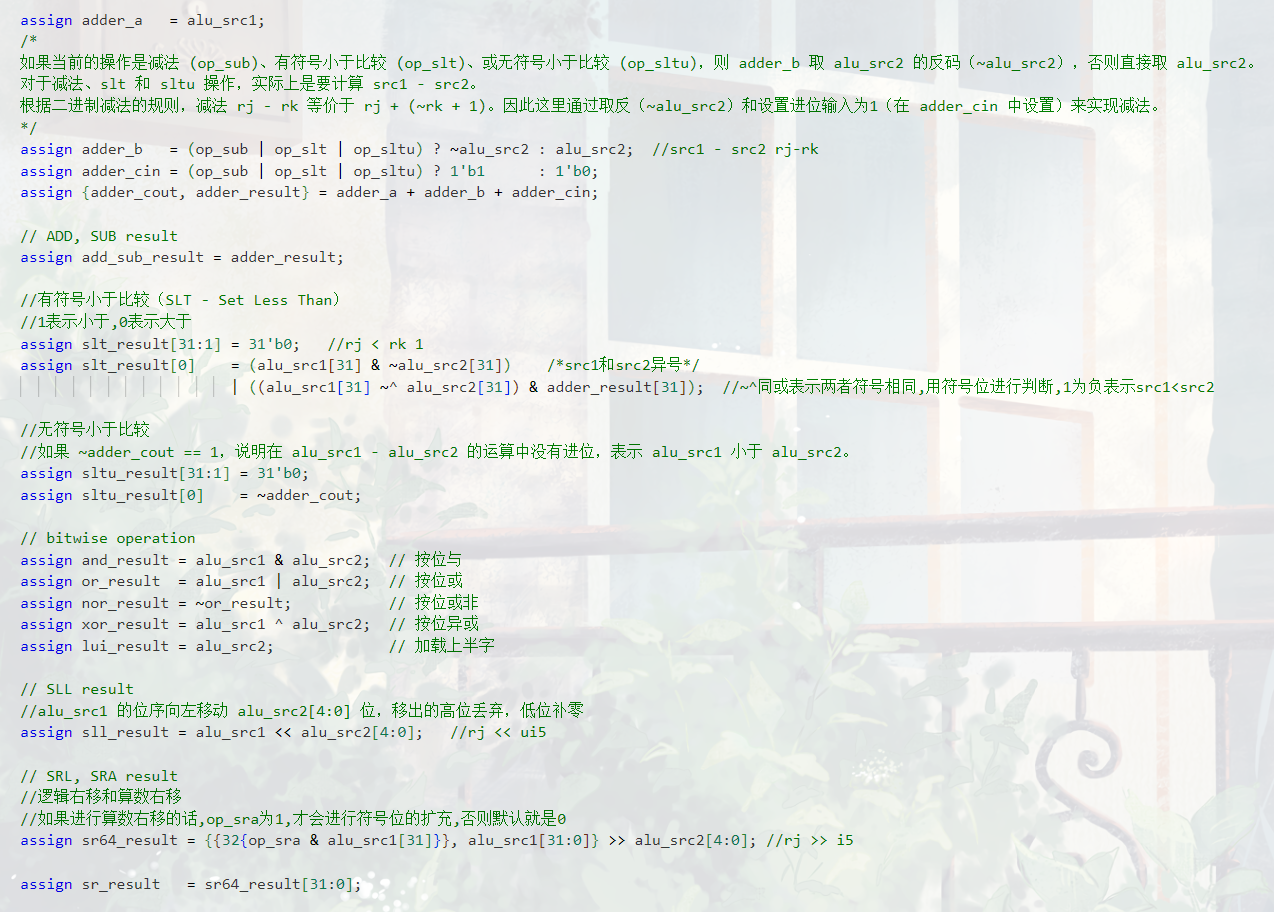 assign adder_a   = alu_src1;
/*
如果当前的操作是减法 (op_sub)、有符号小于比较 (op_slt)、或无符号小于比较 (op_sltu)，则 adder_b 取 alu_src2 的反码（~alu_src2），否则直接取 alu_src2。
对于减法、slt 和 sltu 操作，实际上是要计算 src1 - src2。
根据二进制减法的规则，减法 rj - rk 等价于 rj + (~rk + 1)。因此这里通过取反（~alu_src2）和设置进位输入为1（在 adder_cin 中设置）来实现减法。
*/
assign adder_b   = (op_sub | op_slt | op_sltu) ? ~alu_src2 : alu_src2;  //src1 - src2 rj-rk
assign adder_cin = (op_sub | op_slt | op_sltu) ? 1'b1      : 1'b0;
assign {adder_cout, adder_result} = adder_a + adder_b + adder_cin;

// ADD, SUB result
assign add_sub_result = adder_result;

//有符号小于比较（SLT - Set Less Than）
//1表示小于,0表示大于
assign slt_result[31:1] = 31'b0;   //rj < rk 1
assign slt_result[0]    = (alu_src1[31] & ~alu_src2[31])    /*src1和src2异号*/
                        | ((alu_src1[31] ~^ alu_src2[31]) & adder_result[31]);  //~^同或表示两者符号相同,用符号位进行判断,1为负表示src1<src2

//无符号小于比较
//如果 ~adder_cout == 1，说明在 alu_src1 - alu_src2 的运算中没有进位，表示 alu_src1 小于 alu_src2。
assign sltu_result[31:1] = 31'b0;
assign sltu_result[0]    = ~adder_cout;

// bitwise operation
assign and_result = alu_src1 & alu_src2;  // 按位与
assign or_result  = alu_src1 | alu_src2;  // 按位或
assign nor_result = ~or_result;           // 按位或非
assign xor_result = alu_src1 ^ alu_src2;  // 按位异或
assign lui_result = alu_src2;             // 加载上半字

// SLL result
//alu_src1 的位序向左移动 alu_src2[4:0] 位，移出的高位丢弃，低位补零
assign sll_result = alu_src1 << alu_src2[4:0];   //rj << ui5

// SRL, SRA result
//逻辑右移和算数右移
//如果进行算数右移的话,op_sra为1,才会进行符号位的扩充,否则默认就是0
assign sr64_result = {{32{op_sra & alu_src1[31]}}, alu_src1[31:0]} >> alu_src2[4:0]; //rj >> i5

assign sr_result   = sr64_result[31:0];